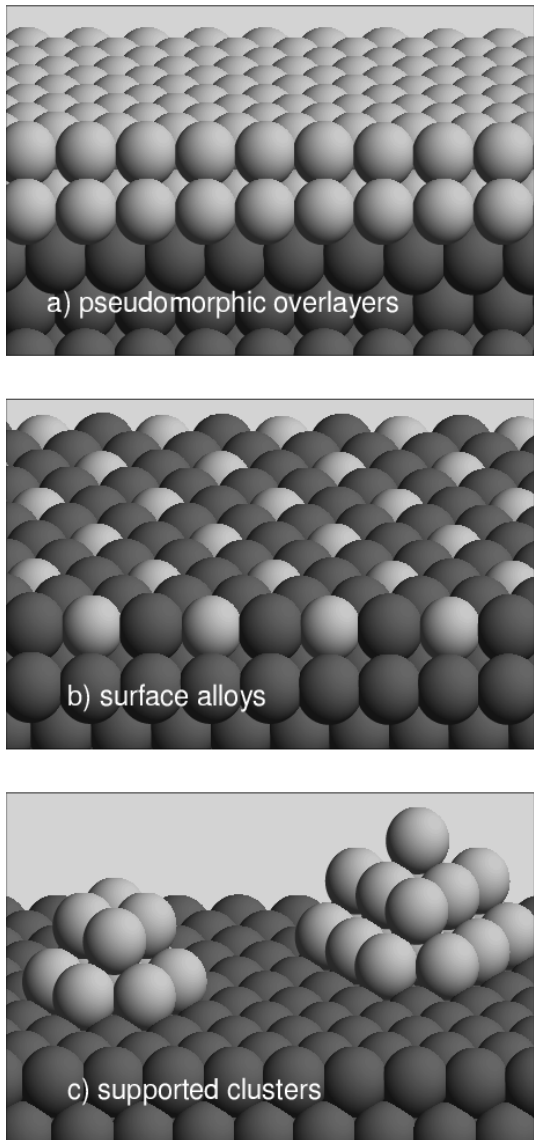 a) pseudomorphic overlayers
b) surface alloys
c) supported clusters